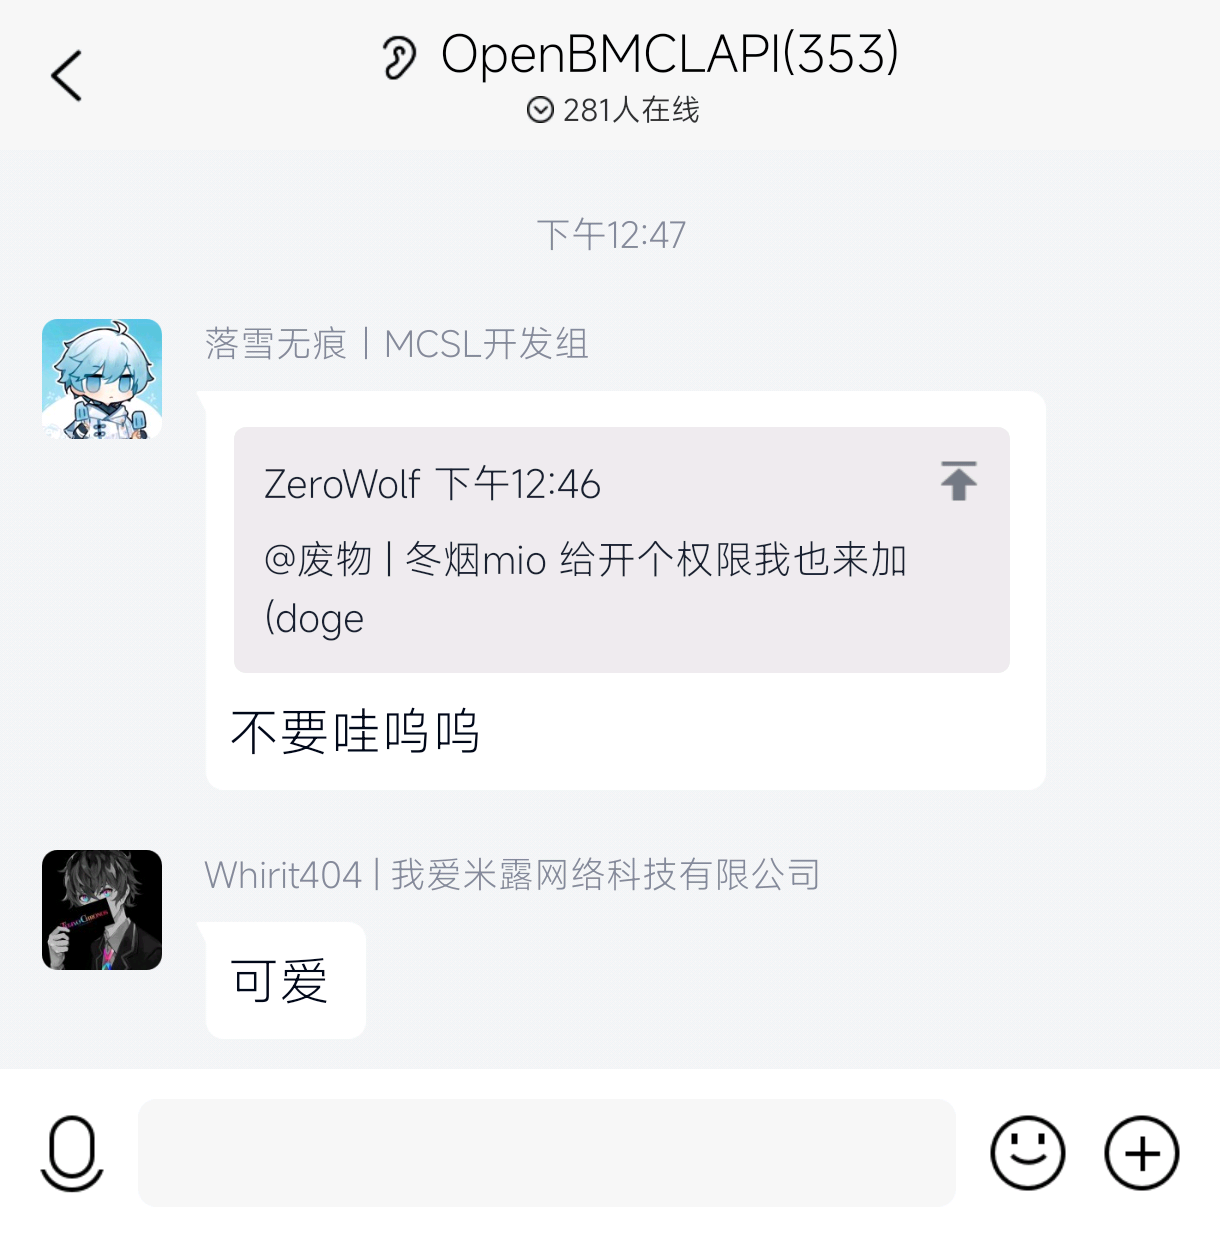 OpenBMCLAPI(353)
281人在线
下午12:47
落雪无痕｜MCSL开发组
ZeroWolf 下午12:46
@废物 | 冬烟mio 给开个权限我也来加
(doge
不要哇呜呜
Whirit404 | 我爱米露网络科技有限公司
可爱